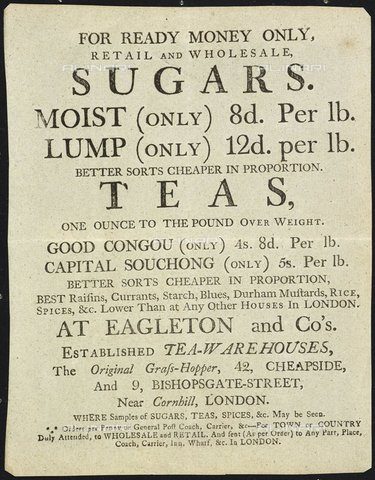 FOR READY MONEY ONLY,
RETAIL AND WHOLESALE,
SUGARS.
MOIST (ONLY) 8d. Per lb.
LUMP (ONLY) 12d. per lb.
BETTER SORTS CHEAPER IN PROPORTION.
TEAS,
ONE OUNCE TO THE POUND OVER WEIGHT.
GOOD CONGOU (ONLY) 4s. 8d. Per lb.
CAPITAL SOUCHONG (ONLY) 5s. Per lb.
BETTER SORTS CHEAPER IN PROPORTION,
BEST Raiſins, Currants, Starch, Blues, Durham Muſtards, RICE,
SPICES, &c. Lower Than at Any Other HOUSES IN LONDON.
AT EAGLETON and Co's.
ESTABLISHED TEA-WAREHOUSES,
The Original Graſs-Hopper, 42, CHEAPSIDE,
And 9, BISHOPSGATE-STREET,
Near Cornhill, LONDON.
WHERE Samples of SUGARS, TEAS, SPICES, &c. May be Seen.
Orders per Franks or General Poſt Coach, Carrier, &c—For TOWN or COUNTRY
Duly Attended, to WHOLESALE and RETAIL. And ſent (As per Order) to Any Part, Place,
Coach, Carrier, Inn, Wharf, &c. In LONDON.